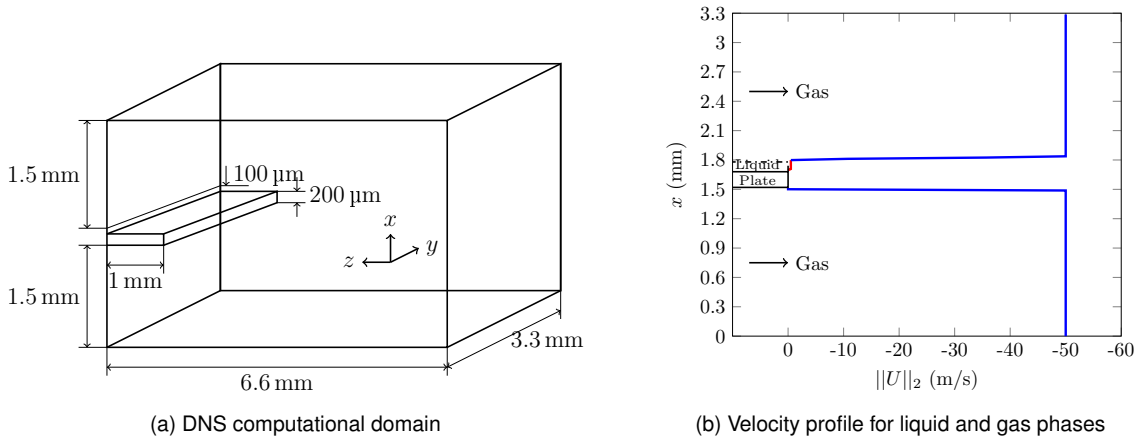 1.5 mm
100 µm
200 µm
x
y
z
1 mm
1.5 mm
3.3 mm
6.6 mm
(a) DNS computational domain
3.3
3
2.7
2.4
2.1
1.8
1.5
1.2
0.9
0.6
0.3
0
x (mm)
Gas
Liquid
Plate
Gas
0 -10 -20 -30 -40 -50 -60
||U||₂ (m/s)
(b) Velocity profile for liquid and gas phases